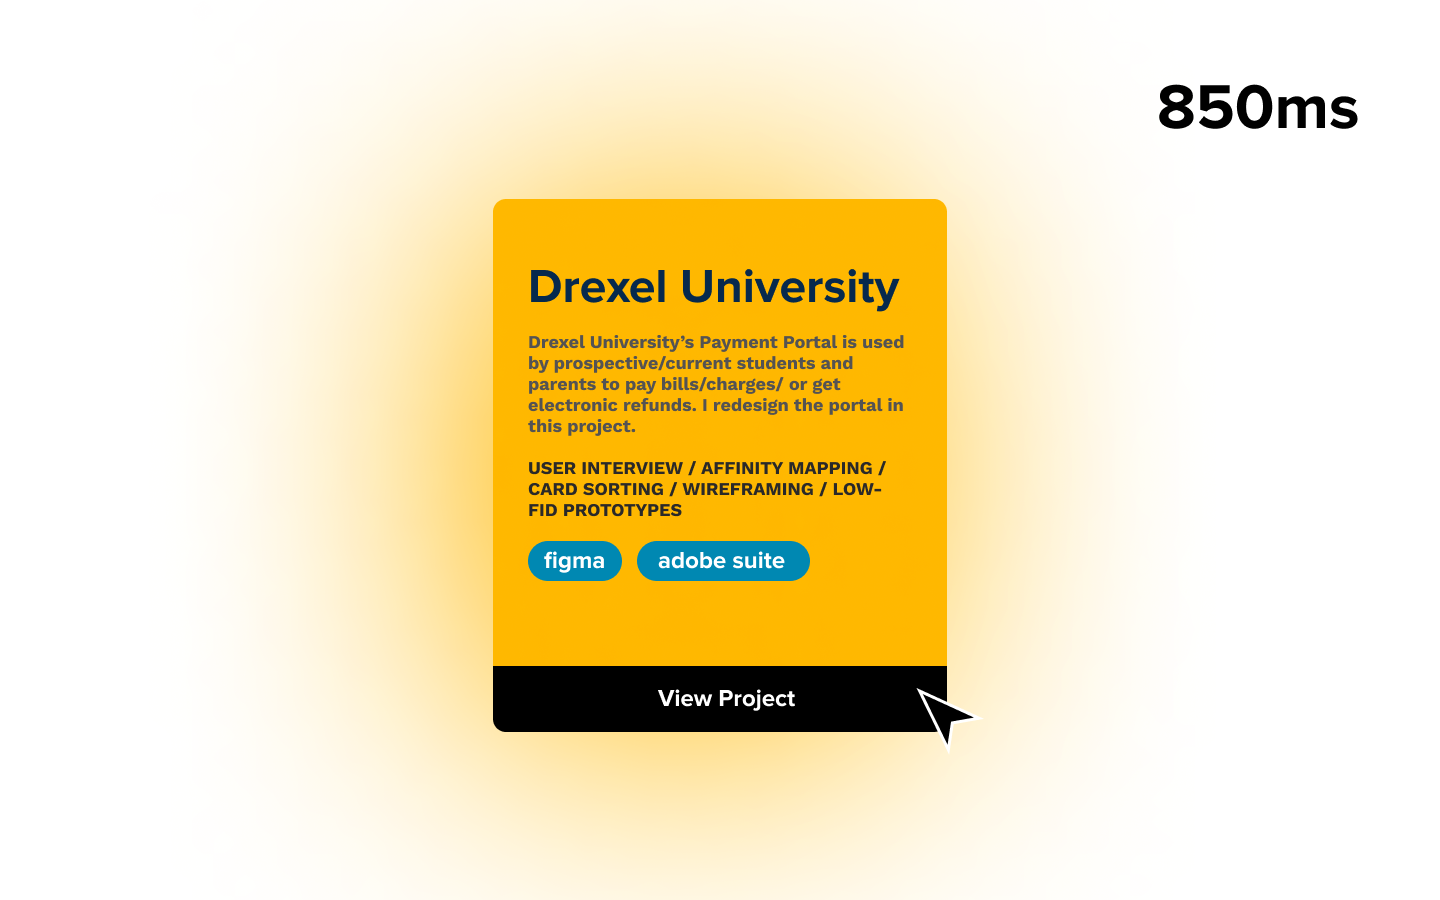 850ms
Drexel University
Drexel University’s Payment Portal is used
by prospective/current students and
parents to pay bills/charges/ or get
electronic refunds. I redesign the portal in
this project.
USER INTERVIEW / AFFINITY MAPPING /
CARD SORTING / WIREFRAMING / LOW-
FID PROTOTYPES
figma adobe suite
View Project